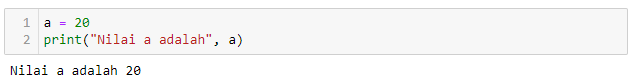 1 a = 20
2 print("Nilai a adalah", a)
Nilai a adalah 20